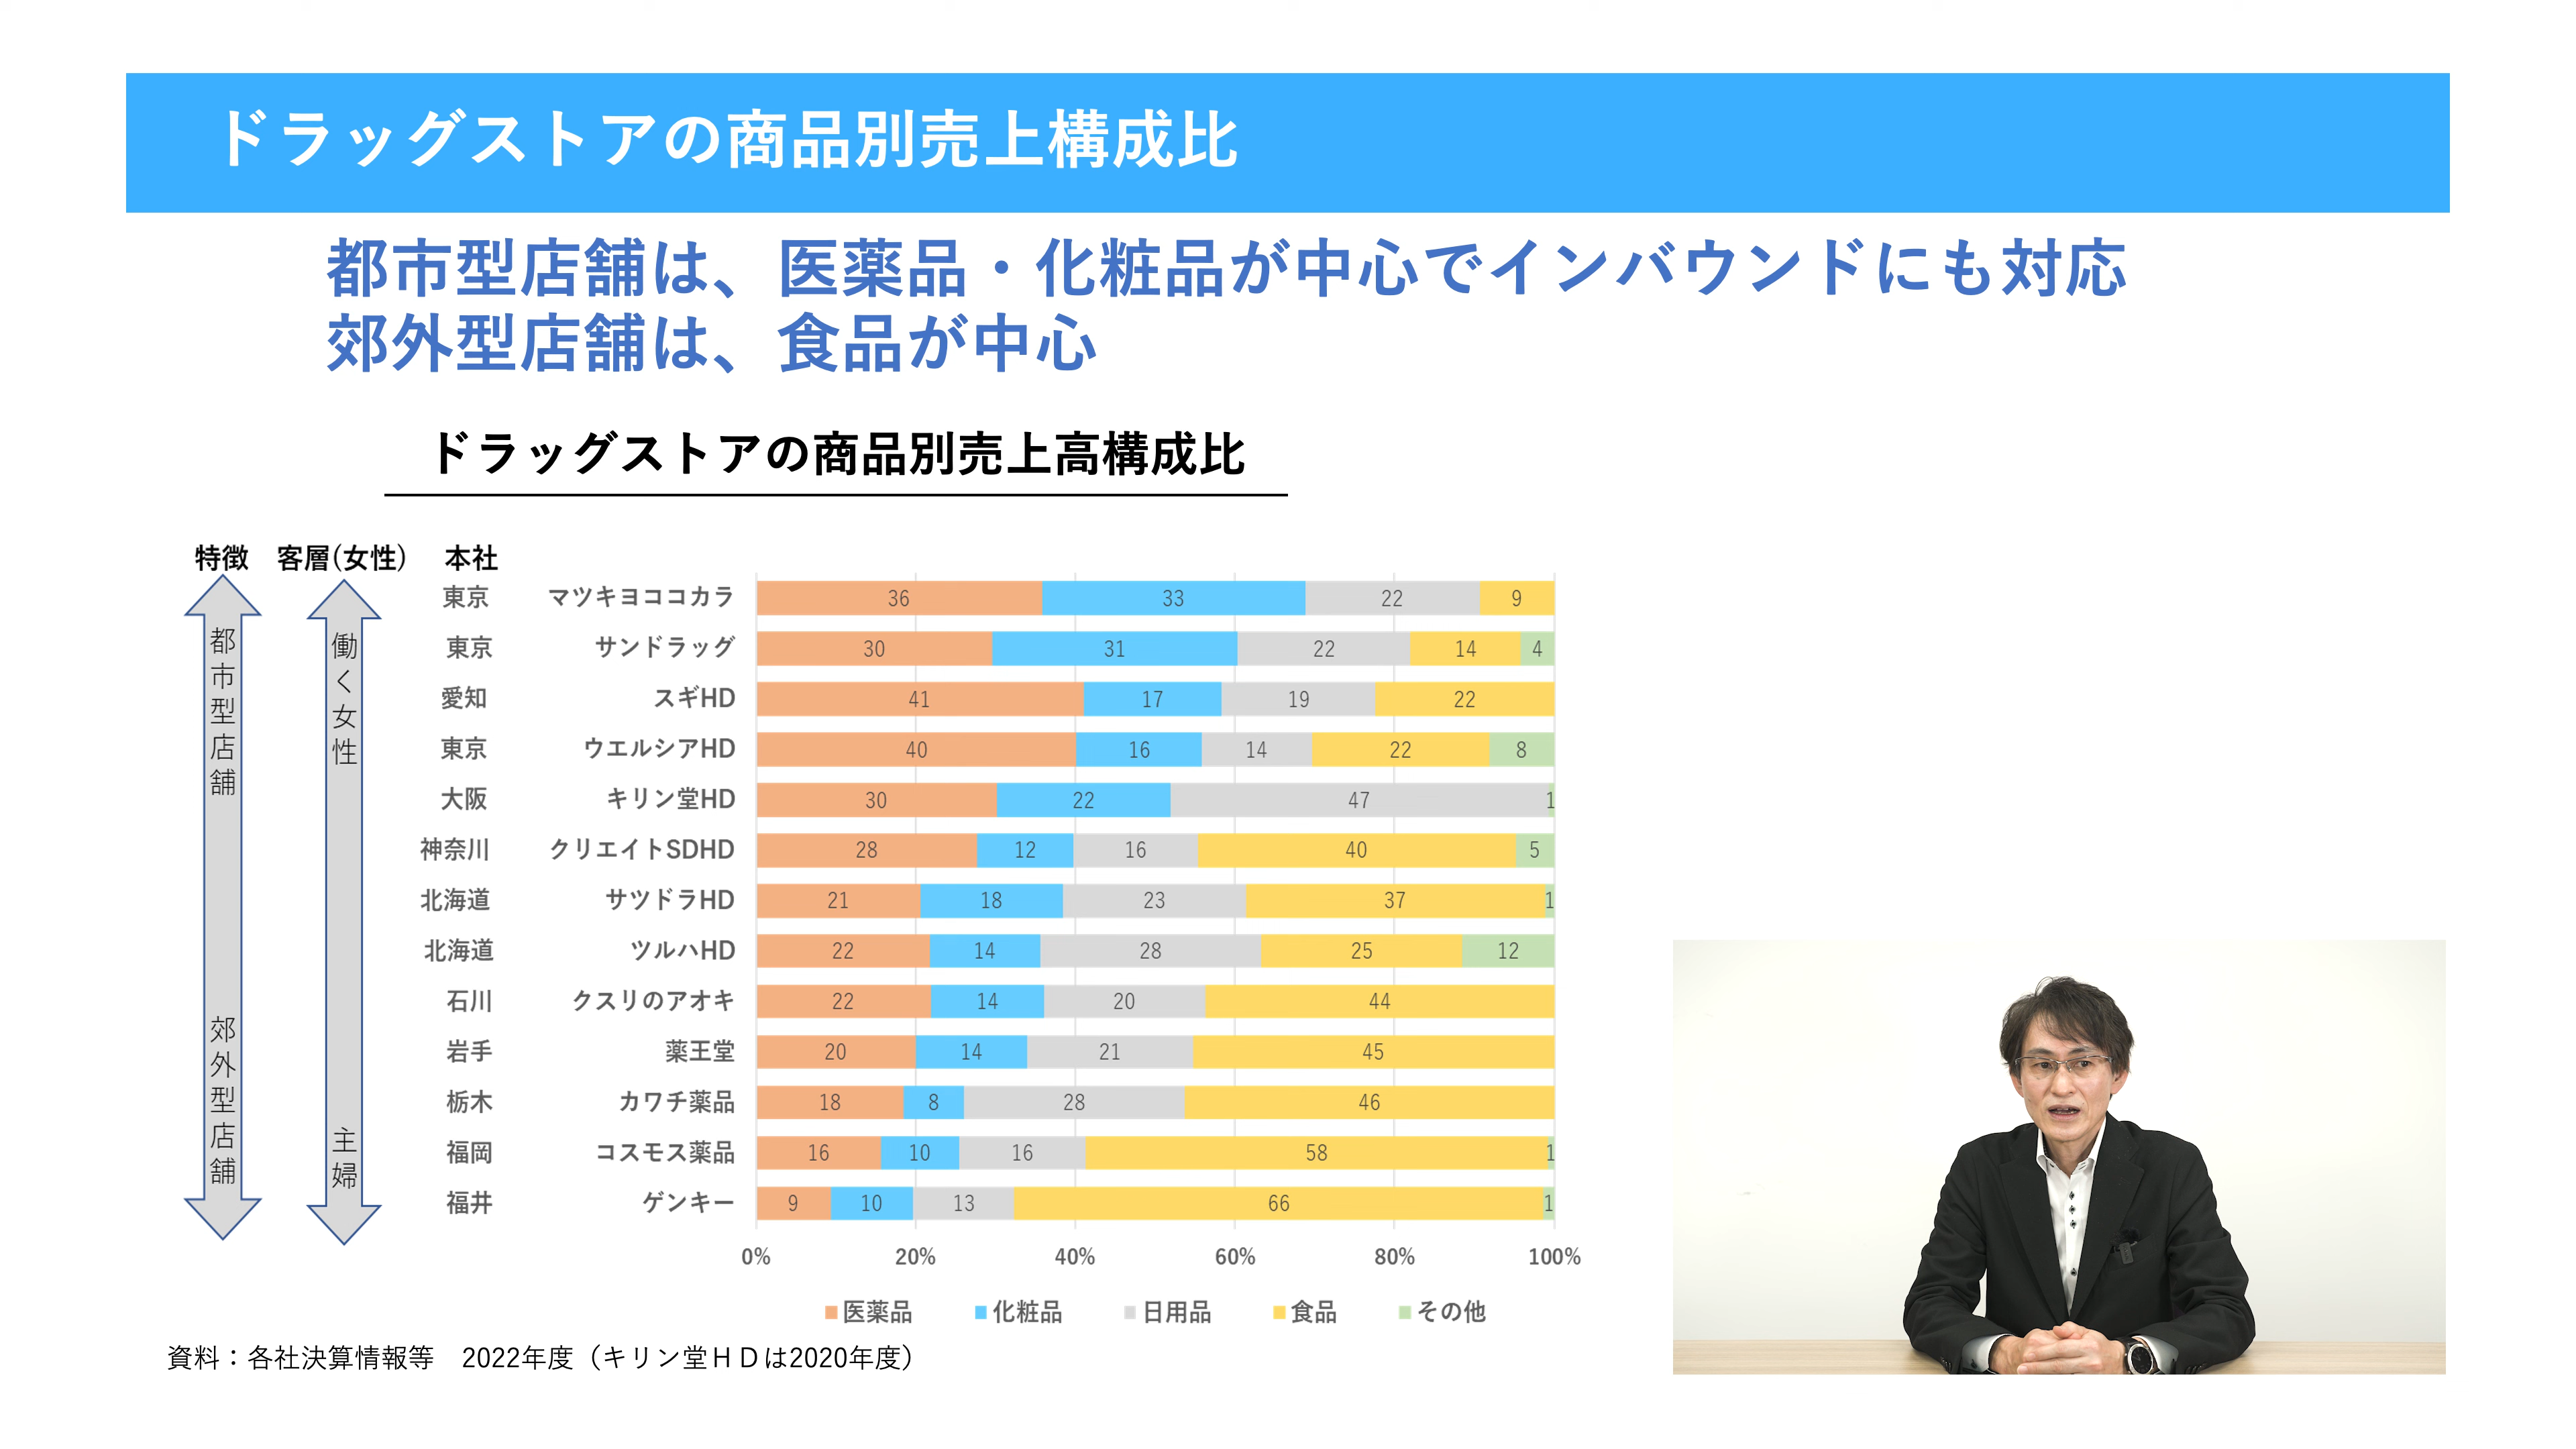 ドラッグストアの商品別売上構成比
都市型店舗は、医薬品・化粧品が中心でインバウンドにも対応
郊外型店舗は、食品が中心
ドラッグストアの商品別売上高構成比
特徴 客層(女性) 本社
都市型店舗
郊外型店舗
働く女性
主婦
東京 マツキヨココカラ 36 33 22 9
東京 サンドラッグ 30 31 22 14 4
愛知 スギHD 41 17 19 22
東京 ウエルシアHD 40 16 14 22 8
大阪 キリン堂HD 30 22 47 1
神奈川 クリエイトSDHD 28 12 16 40 5
北海道 サツドラHD 21 18 23 37 1
北海道 ツルハHD 22 14 28 25 12
石川 クスリのアオキ 22 14 20 44
岩手 薬王堂 20 14 21 45
栃木 カワチ薬品 18 8 28 46
福岡 コスモス薬品 16 10 16 58 1
福井 ゲンキー 9 10 13 66 1
0% 20% 40% 60% 80% 100%
医薬品 化粧品 日用品 食品 その他
資料：各社決算情報等　2022年度（キリン堂ＨＤは2020年度）